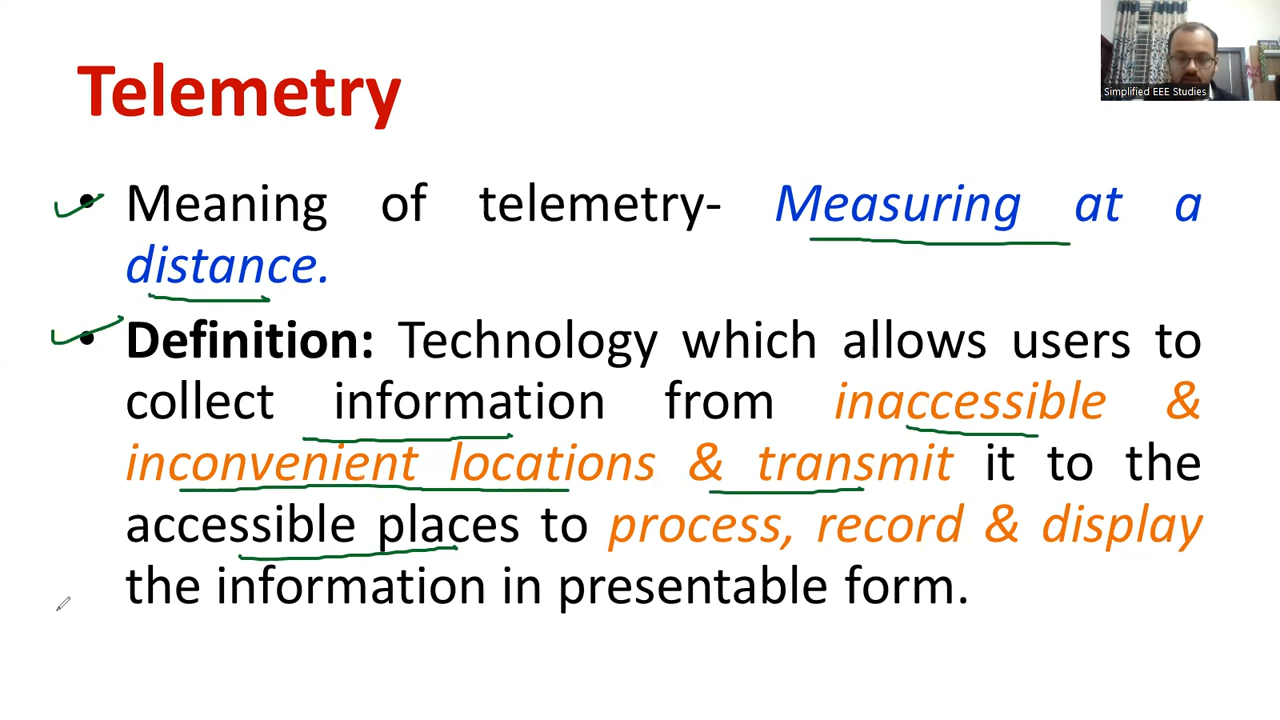 Telemetry
Simplified EEE Studies
• Meaning of telemetry- Measuring at a
distance.
• Definition: Technology which allows users to
collect information from inaccessible &
inconvenient locations & transmit it to the
accessible places to process, record & display
the information in presentable form.